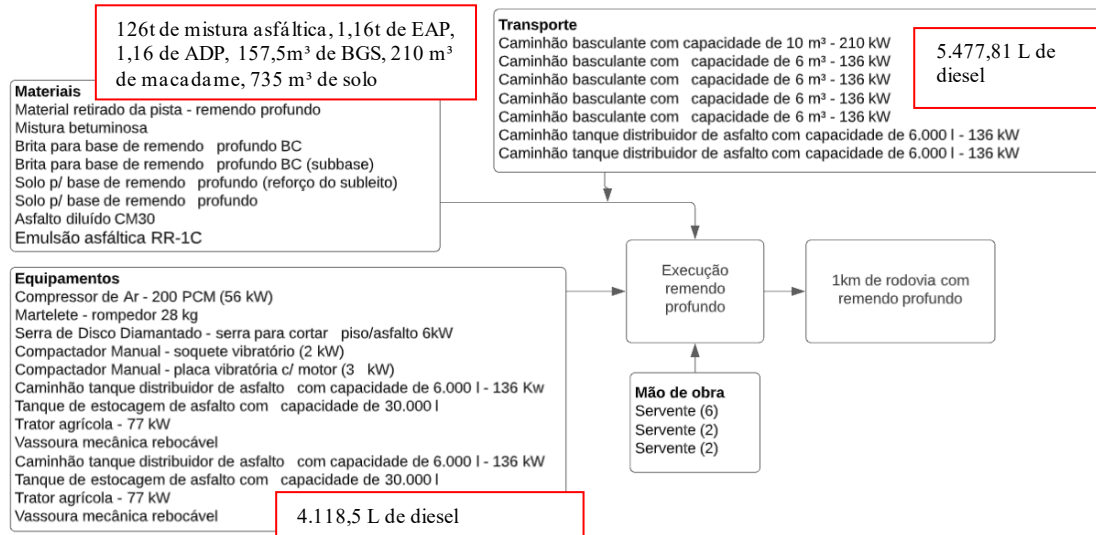 126t de mistura asfáltica, 1,16t de EAP,
1,16 de ADP, 157,5m³ de BGS, 210 m³
de macadame, 735 m³ de solo
Materiais
Material retirado da pista - remendo profundo
Mistura betuminosa
Brita para base de remendo profundo BC
Brita para base de remendo profundo BC (subbase)
Solo p/ base de remendo profundo (reforço do subleito)
Solo p/ base de remendo profundo
Asfalto diluído CM30
Emulsão asfáltica RR-1C
Transporte
Caminhão basculante com capacidade de 10 m³ - 210 kW
Caminhão basculante com capacidade de 6 m³ - 136 kW
Caminhão basculante com capacidade de 6 m³ - 136 kW
Caminhão basculante com capacidade de 6 m³ - 136 kW
Caminhão basculante com capacidade de 6 m³ - 136 kW
Caminhão tanque distribuidor de asfalto com capacidade de 6.000 l - 136 kW
Caminhão tanque distribuidor de asfalto com capacidade de 6.000 l - 136 kW
5.477,81 L de
diesel
Equipamentos
Compressor de Ar - 200 PCM (56 kW)
Martelete - rompedor 28 kg
Serra de Disco Diamantado - serra para cortar piso/asfalto 6kW
Compactador Manual - soquete vibratório (2 kW)
Compactador Manual - placa vibratória c/ motor (3 kW)
Caminhão tanque distribuidor de asfalto com capacidade de 6.000 l - 136 Kw
Tanque de estocagem de asfalto com capacidade de 30.000 l
Trator agrícola - 77 kW
Vassoura mecânica rebocável
Caminhão tanque distribuidor de asfalto com capacidade de 6.000 l - 136 kW
Tanque de estocagem de asfalto com capacidade de 30.000 l
Trator agrícola - 77 kW
Vassoura mecânica rebocável
4.118,5 L de diesel
Execução
remendo
profundo
1km de rodovia com
remendo profundo
Mão de obra
Servente (6)
Servente (2)
Servente (2)